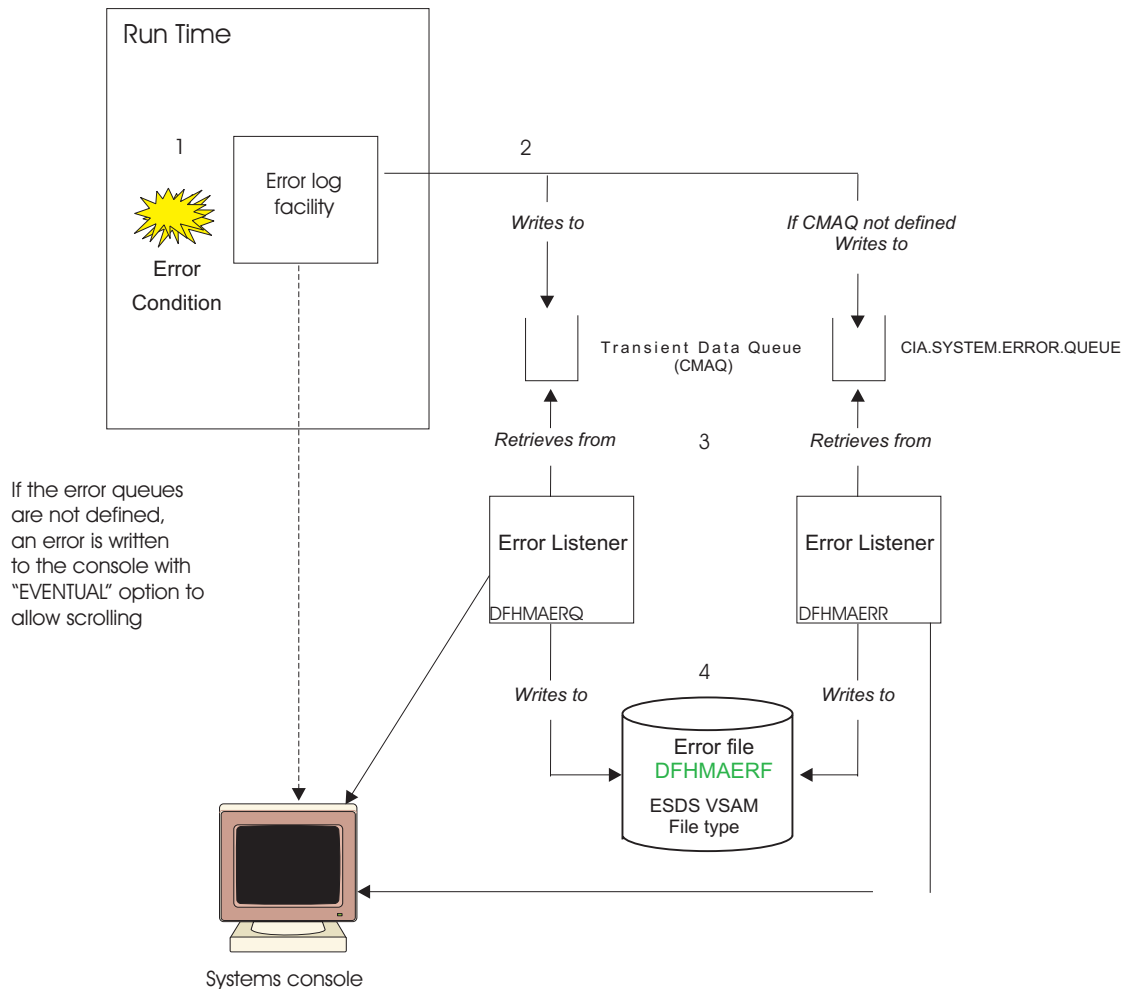 Run Time
1
Error log
facility
Error
Condition
2
Writes to
If CMAQ not defined
Writes to
Transient Data Queue
(CMAQ)
CIA.SYSTEM.ERROR.QUEUE
Retrieves from
3
Retrieves from
If the error queues
are not defined,
an error is written
to the console with
"EVENTUAL" option to
allow scrolling
Error Listener
DFHMAERQ
Error Listener
DFHMAERR
Writes to
4
Writes to
Error file
DFHMAERF
ESDS VSAM
File type
Systems console